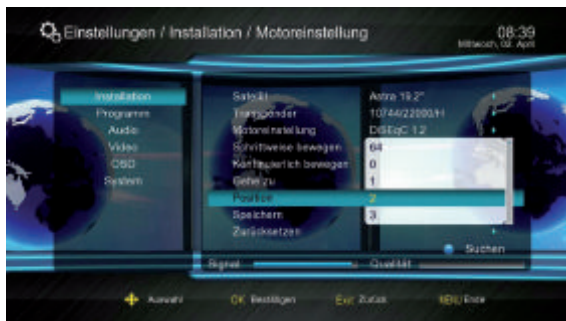 Einstellungen / Installation / Motoreinstellung
08:39
Mittwoch, 02. April
Installation
Programm
Audio
Video
OSD
System
Satellit
Astra 19.2°
Transponder
10744/22000/H
Motoreinstellung
DiSEqC 1.2
Schrittweise bewegen
64
Kontinuierlich bewegen
0
Gehe zu
1
Position
2
Speichern
3
Zurücksetzen
Suchen
Signal
Qualität
Auswahl
OK Bestätigen
Exit Zurück
MENU Ende